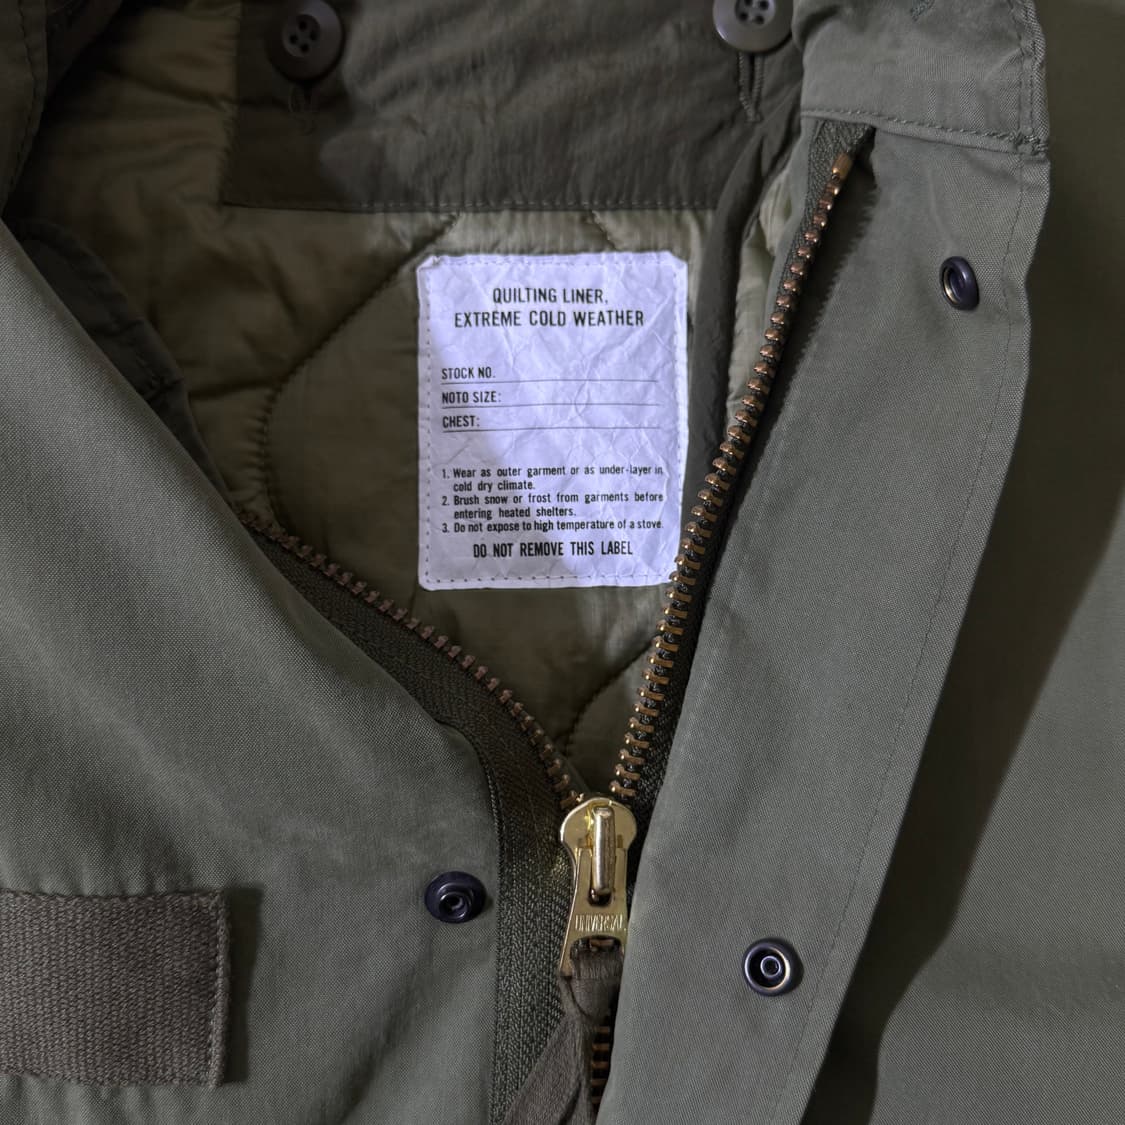 QUILTING LINER,
EXTREME COLD WEATHER
STOCK NO.
NOTO SIZE:
CHEST:
1. Wear as outer garment or as under-layer in
cold dry climate.
2. Brush snow or frost from garments before
entering heated shelters.
3. Do not expose to high temperature of a stove.
DO NOT REMOVE THIS LABEL
UNIVERSAL